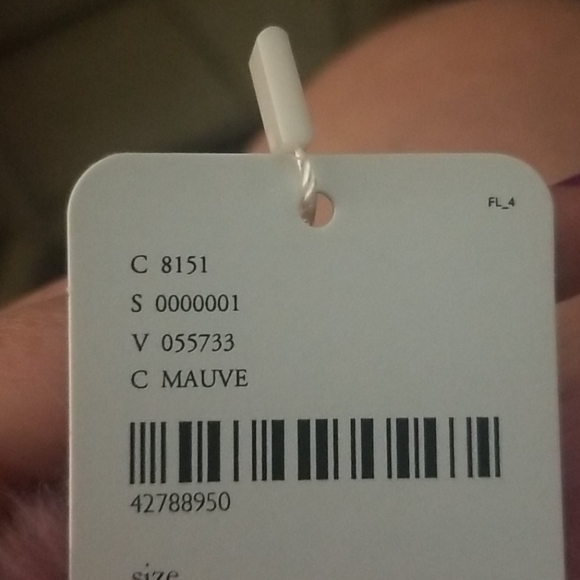 FL_4
C 8151
S 0000001
V 055733
C MAUVE
42788950
size